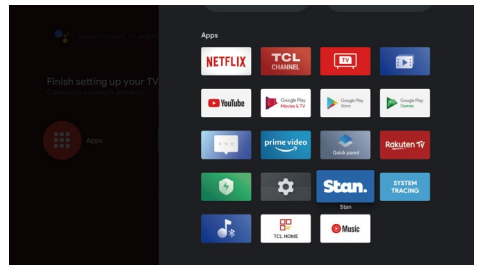 Apps
Finish setting up your TV
Apps
NETFLIX
TCL
CHANNEL
TV
YouTube
Google Play
Movies & TV
Google Play
Store
Google Play
Games
prime video
Quick panel
Rakuten TV
Stan.
SYSTEM
TRACING
Stan
TCL HOME
Music